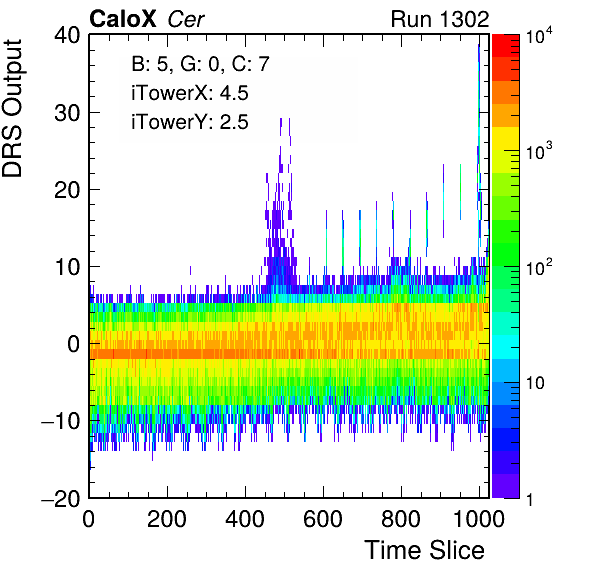 CaloX Cer
Run 1302
DRS Output
B: 5, G: 0, C: 7
iTowerX: 4.5
iTowerY: 2.5
40
30
20
10
0
−10
−20
0
200
400
600
800
1000
Time Slice
10^4
10^3
10^2
10
1